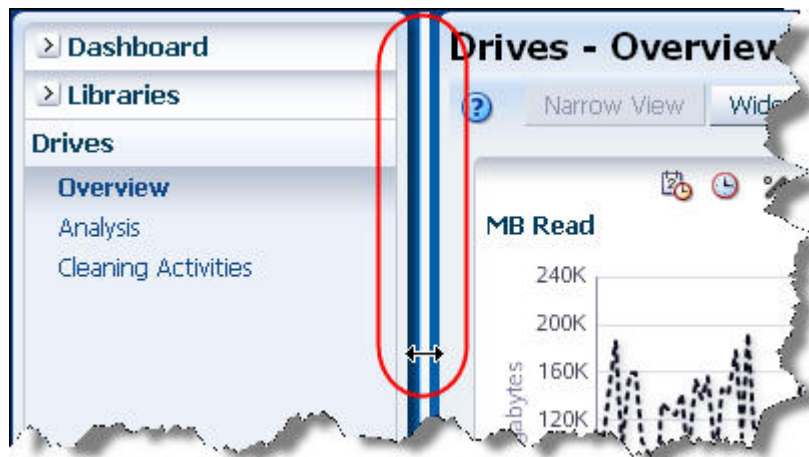 Dashboard
Libraries
Drives
Overview
Analysis
Cleaning Activities
Drives - Overview
? Narrow View
MB Read
240K
200K
160K
120K